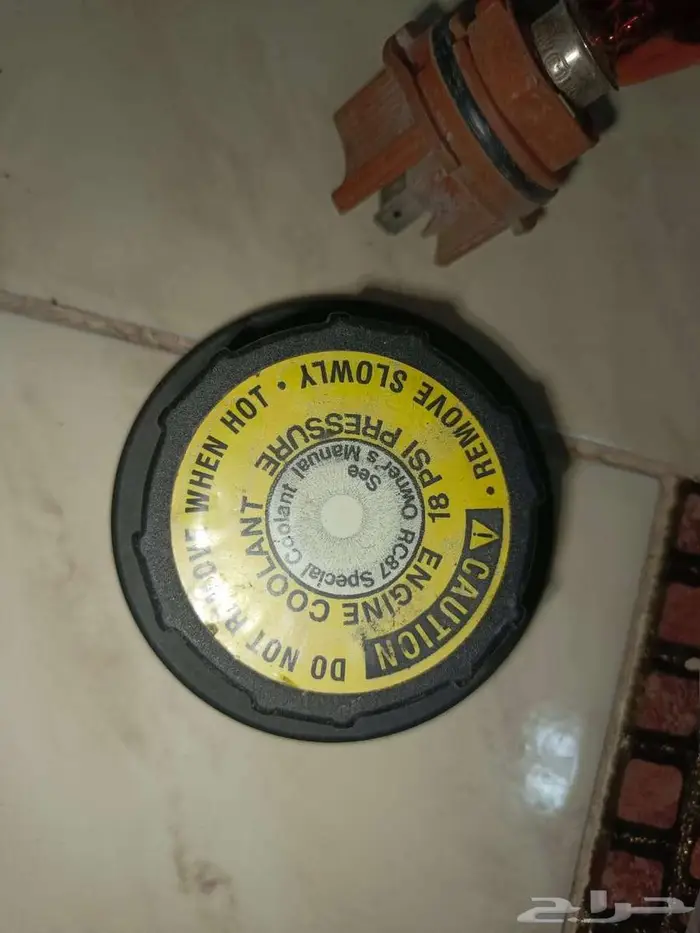 ⚠ CAUTION
• REMOVE SLOWLY • DO NOT REMOVE WHEN HOT
ENGINE COOLANT
18 PSI PRESSURE
RC87 Special Coolant
See
Owner's Manual
حراج